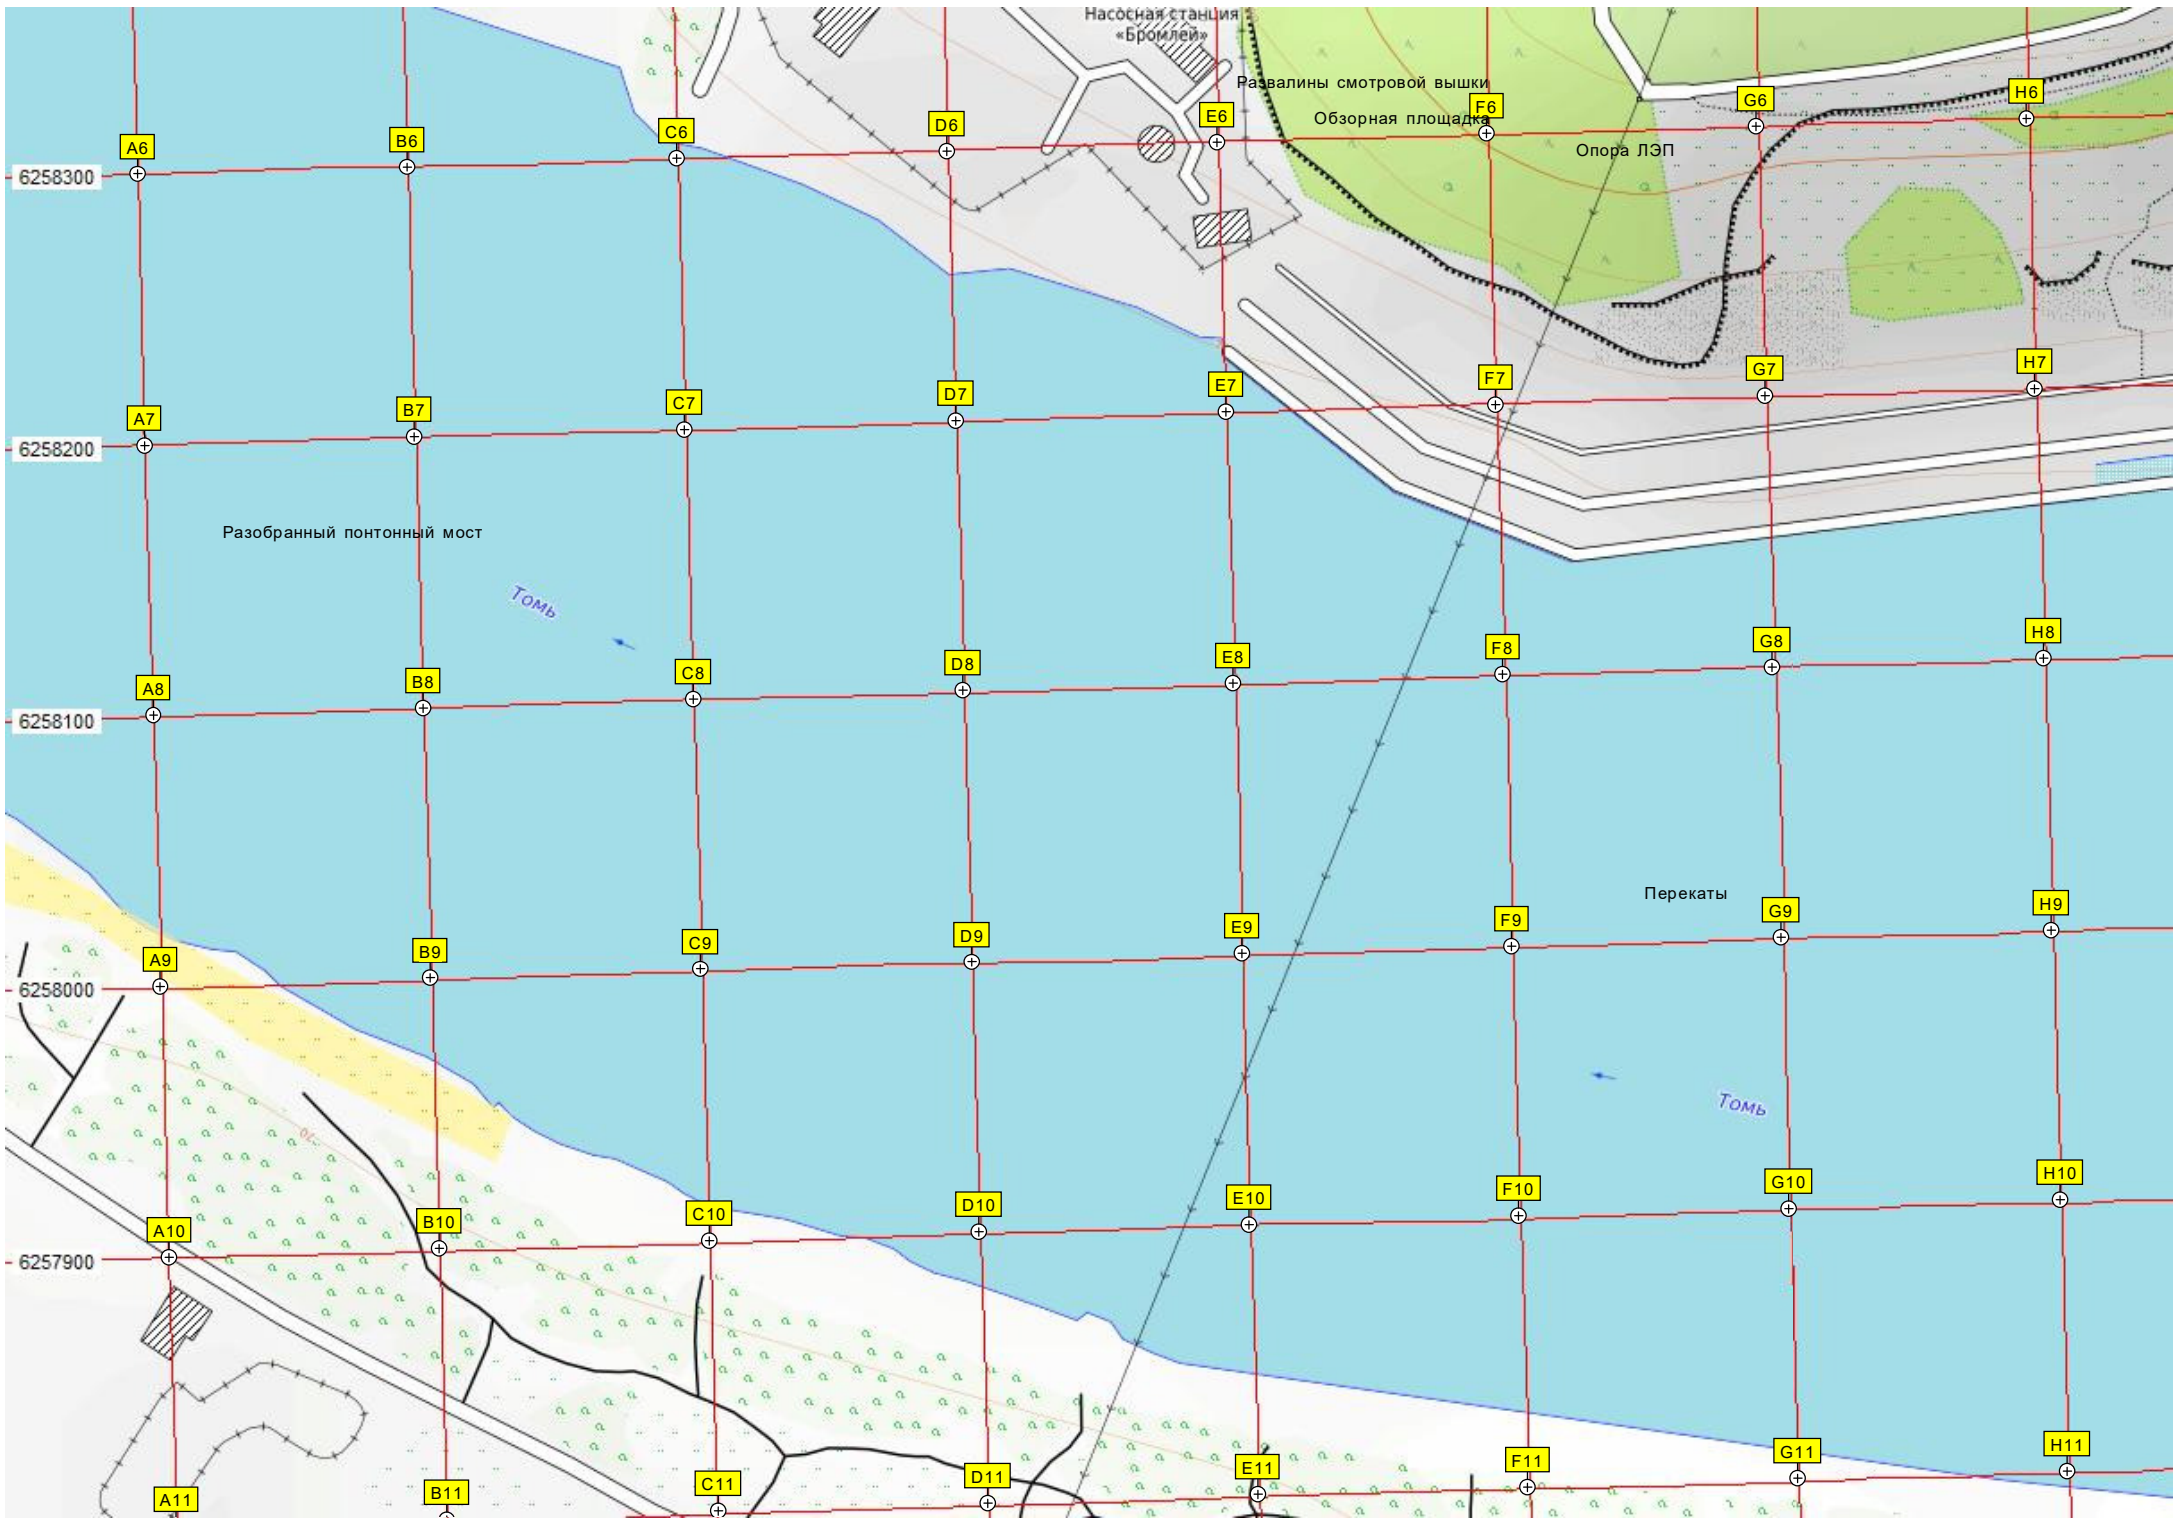 Насосная станция
«Бромлей»
Развалины смотровой вышки
Обзорная площадка
Опора ЛЭП
A6 B6 C6 D6 E6 F6 G6 H6
6258300
A7 B7 C7 D7 E7 F7 G7 H7
6258200
Разобранный понтонный мост
Томь
A8 B8 C8 D8 E8 F8 G8 H8
6258100
Перекаты
A9 B9 C9 D9 E9 F9 G9 H9
6258000
Томь
70
A10 B10 C10 D10 E10 F10 G10 H10
6257900
A11 B11 C11 D11 E11 F11 G11 H11